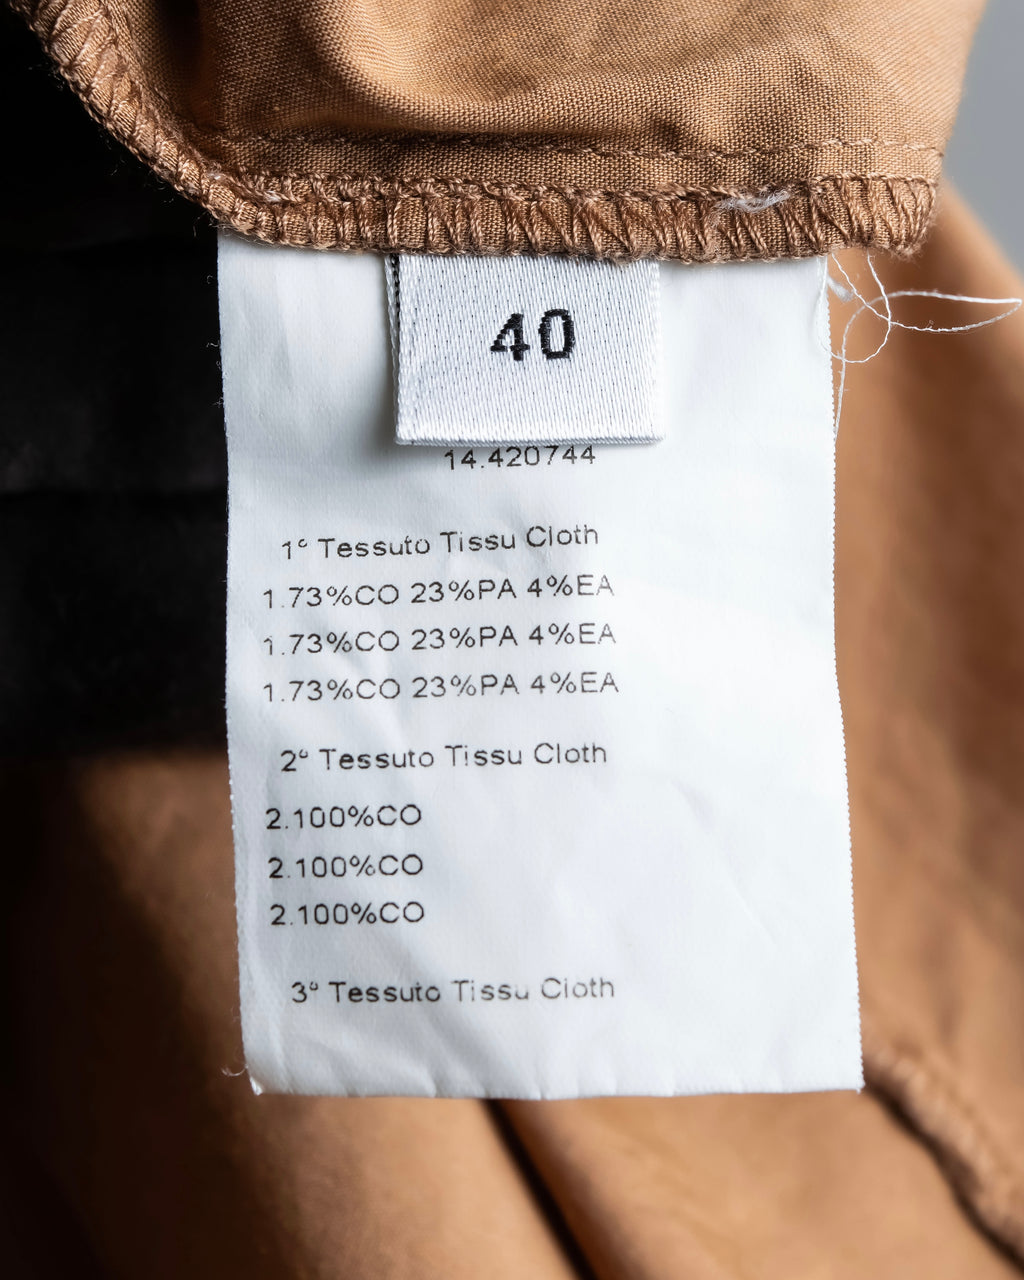 40
14.420744
1° Tessuto Tissu Cloth
1.73%CO 23%PA 4%EA
1.73%CO 23%PA 4%EA
1.73%CO 23%PA 4%EA
2° Tessuto Tissu Cloth
2.100%CO
2.100%CO
2.100%CO
3° Tessuto Tissu Cloth